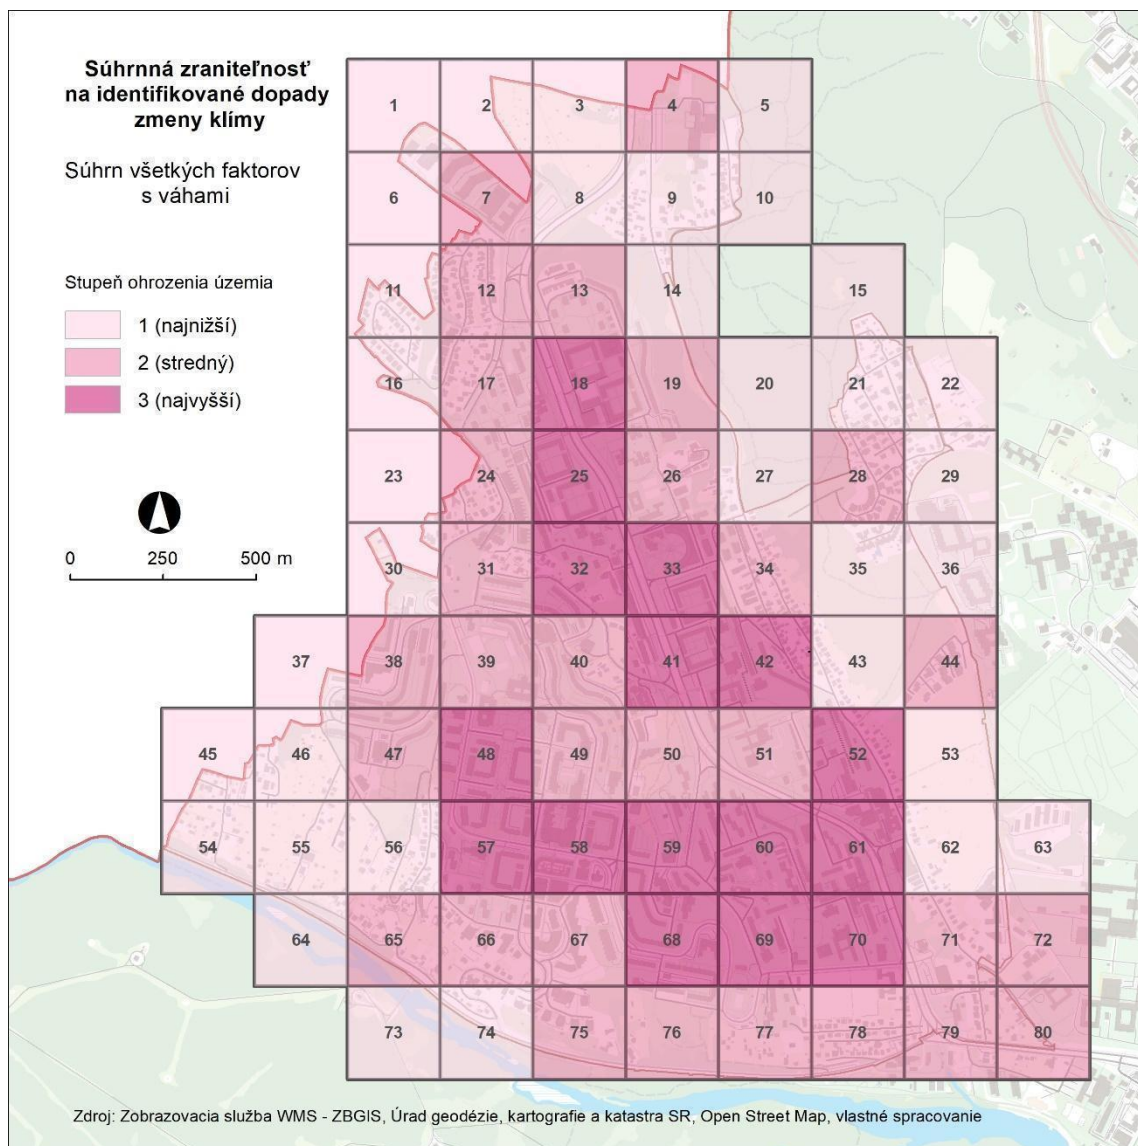 Súhrnná zraniteľnosť
na identifikované dopady
zmeny klímy
Súhrn všetkých faktorov
s váhami
Stupeň ohrozenia územia
1 (najnižší)
2 (stredný)
3 (najvyšší)
0 250 500 m
1 2 3 4 5
6 7 8 9 10
11 12 13 14 15
16 17 18 19 20 21 22
23 24 25 26 27 28 29
30 31 32 33 34 35 36
37 38 39 40 41 42 43 44
45 46 47 48 49 50 51 52 53
54 55 56 57 58 59 60 61 62 63
64 65 66 67 68 69 70 71 72
73 74 75 76 77 78 79 80
Zdroj: Zobrazovacia služba WMS - ZBGIS, Úrad geodézie, kartografie a katastra SR, Open Street Map, vlastné spracovanie